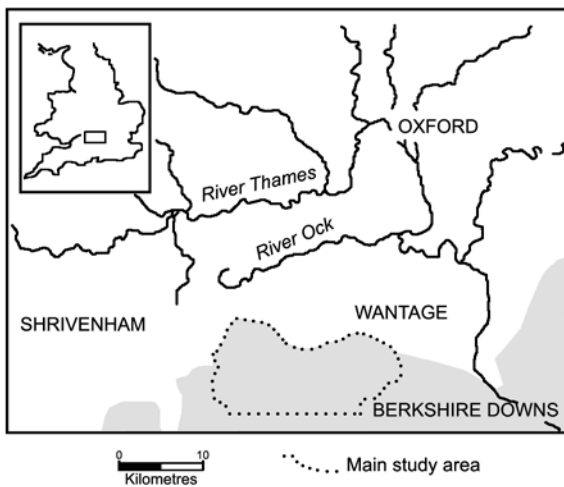 OXFORD
River Thames
River Ock
SHRIVENHAM
WANTAGE
BERKSHIRE DOWNS
0 10
Kilometres
Main study area